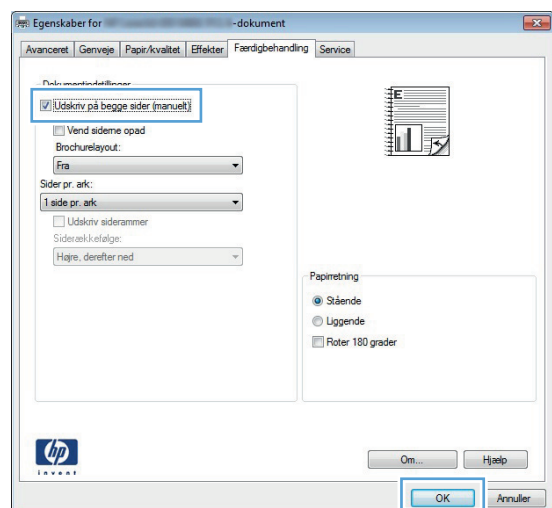 Egenskaber for -dokument
Avanceret Genveje Papir/kvalitet Effekter Færdigbehandling Service
Dokumentindstillinger
Udskriv på begge sider (manuelt)
Vend siderne opad
Brochurelayout:
Fra
Sider pr. ark:
1 side pr. ark
Udskriv siderammer
Siderækkefølge:
Højre, derefter ned
E
Papirretning
Stående
Liggende
Roter 180 grader
hp
invent
Om... Hjælp
OK Annuller